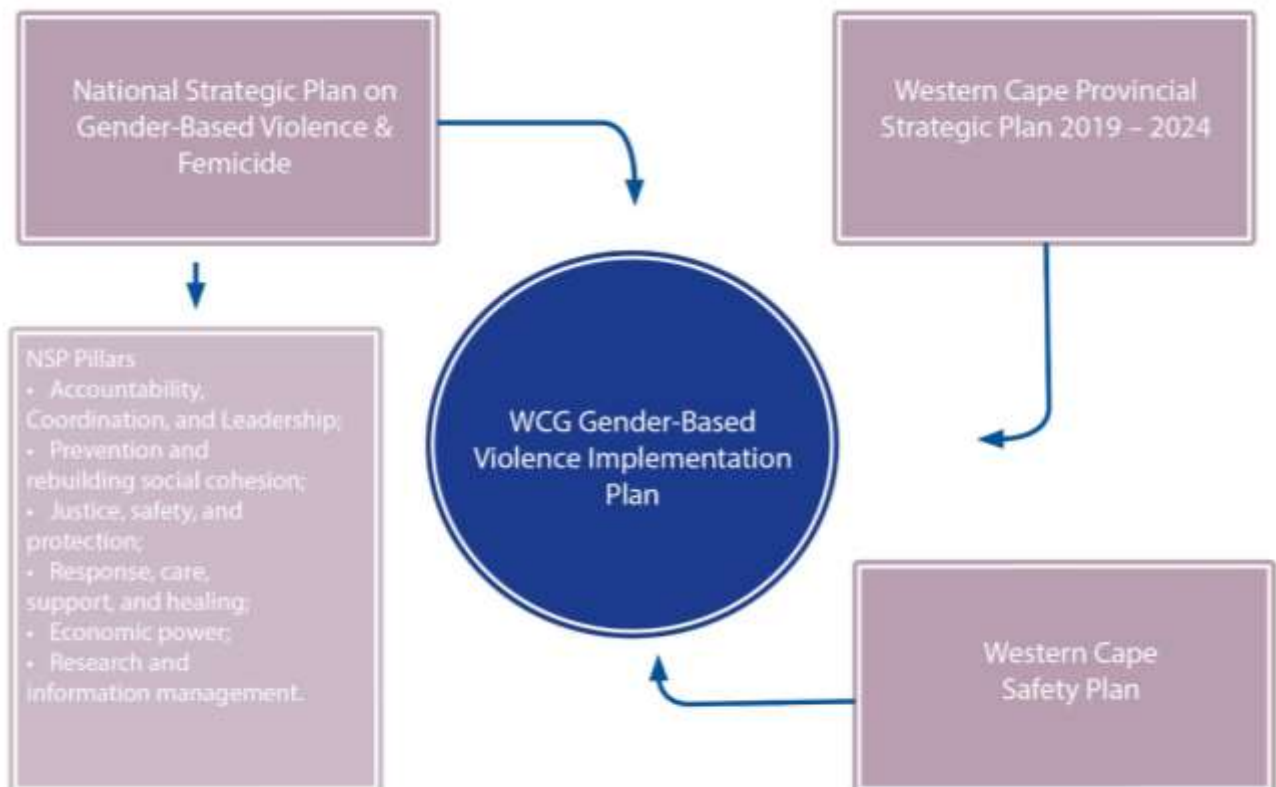 National Strategic Plan on
Gender-Based Violence &
Femicide
Western Cape Provincial
Strategic Plan 2019 – 2024
NSP Pillars
• Accountability,
Coordination, and Leadership;
• Prevention and
rebuilding social cohesion;
• Justice, safety, and
protection;
• Response, care,
support, and healing;
• Economic power;
• Research and
information management.
WCG Gender-Based
Violence Implementation
Plan
Western Cape
Safety Plan